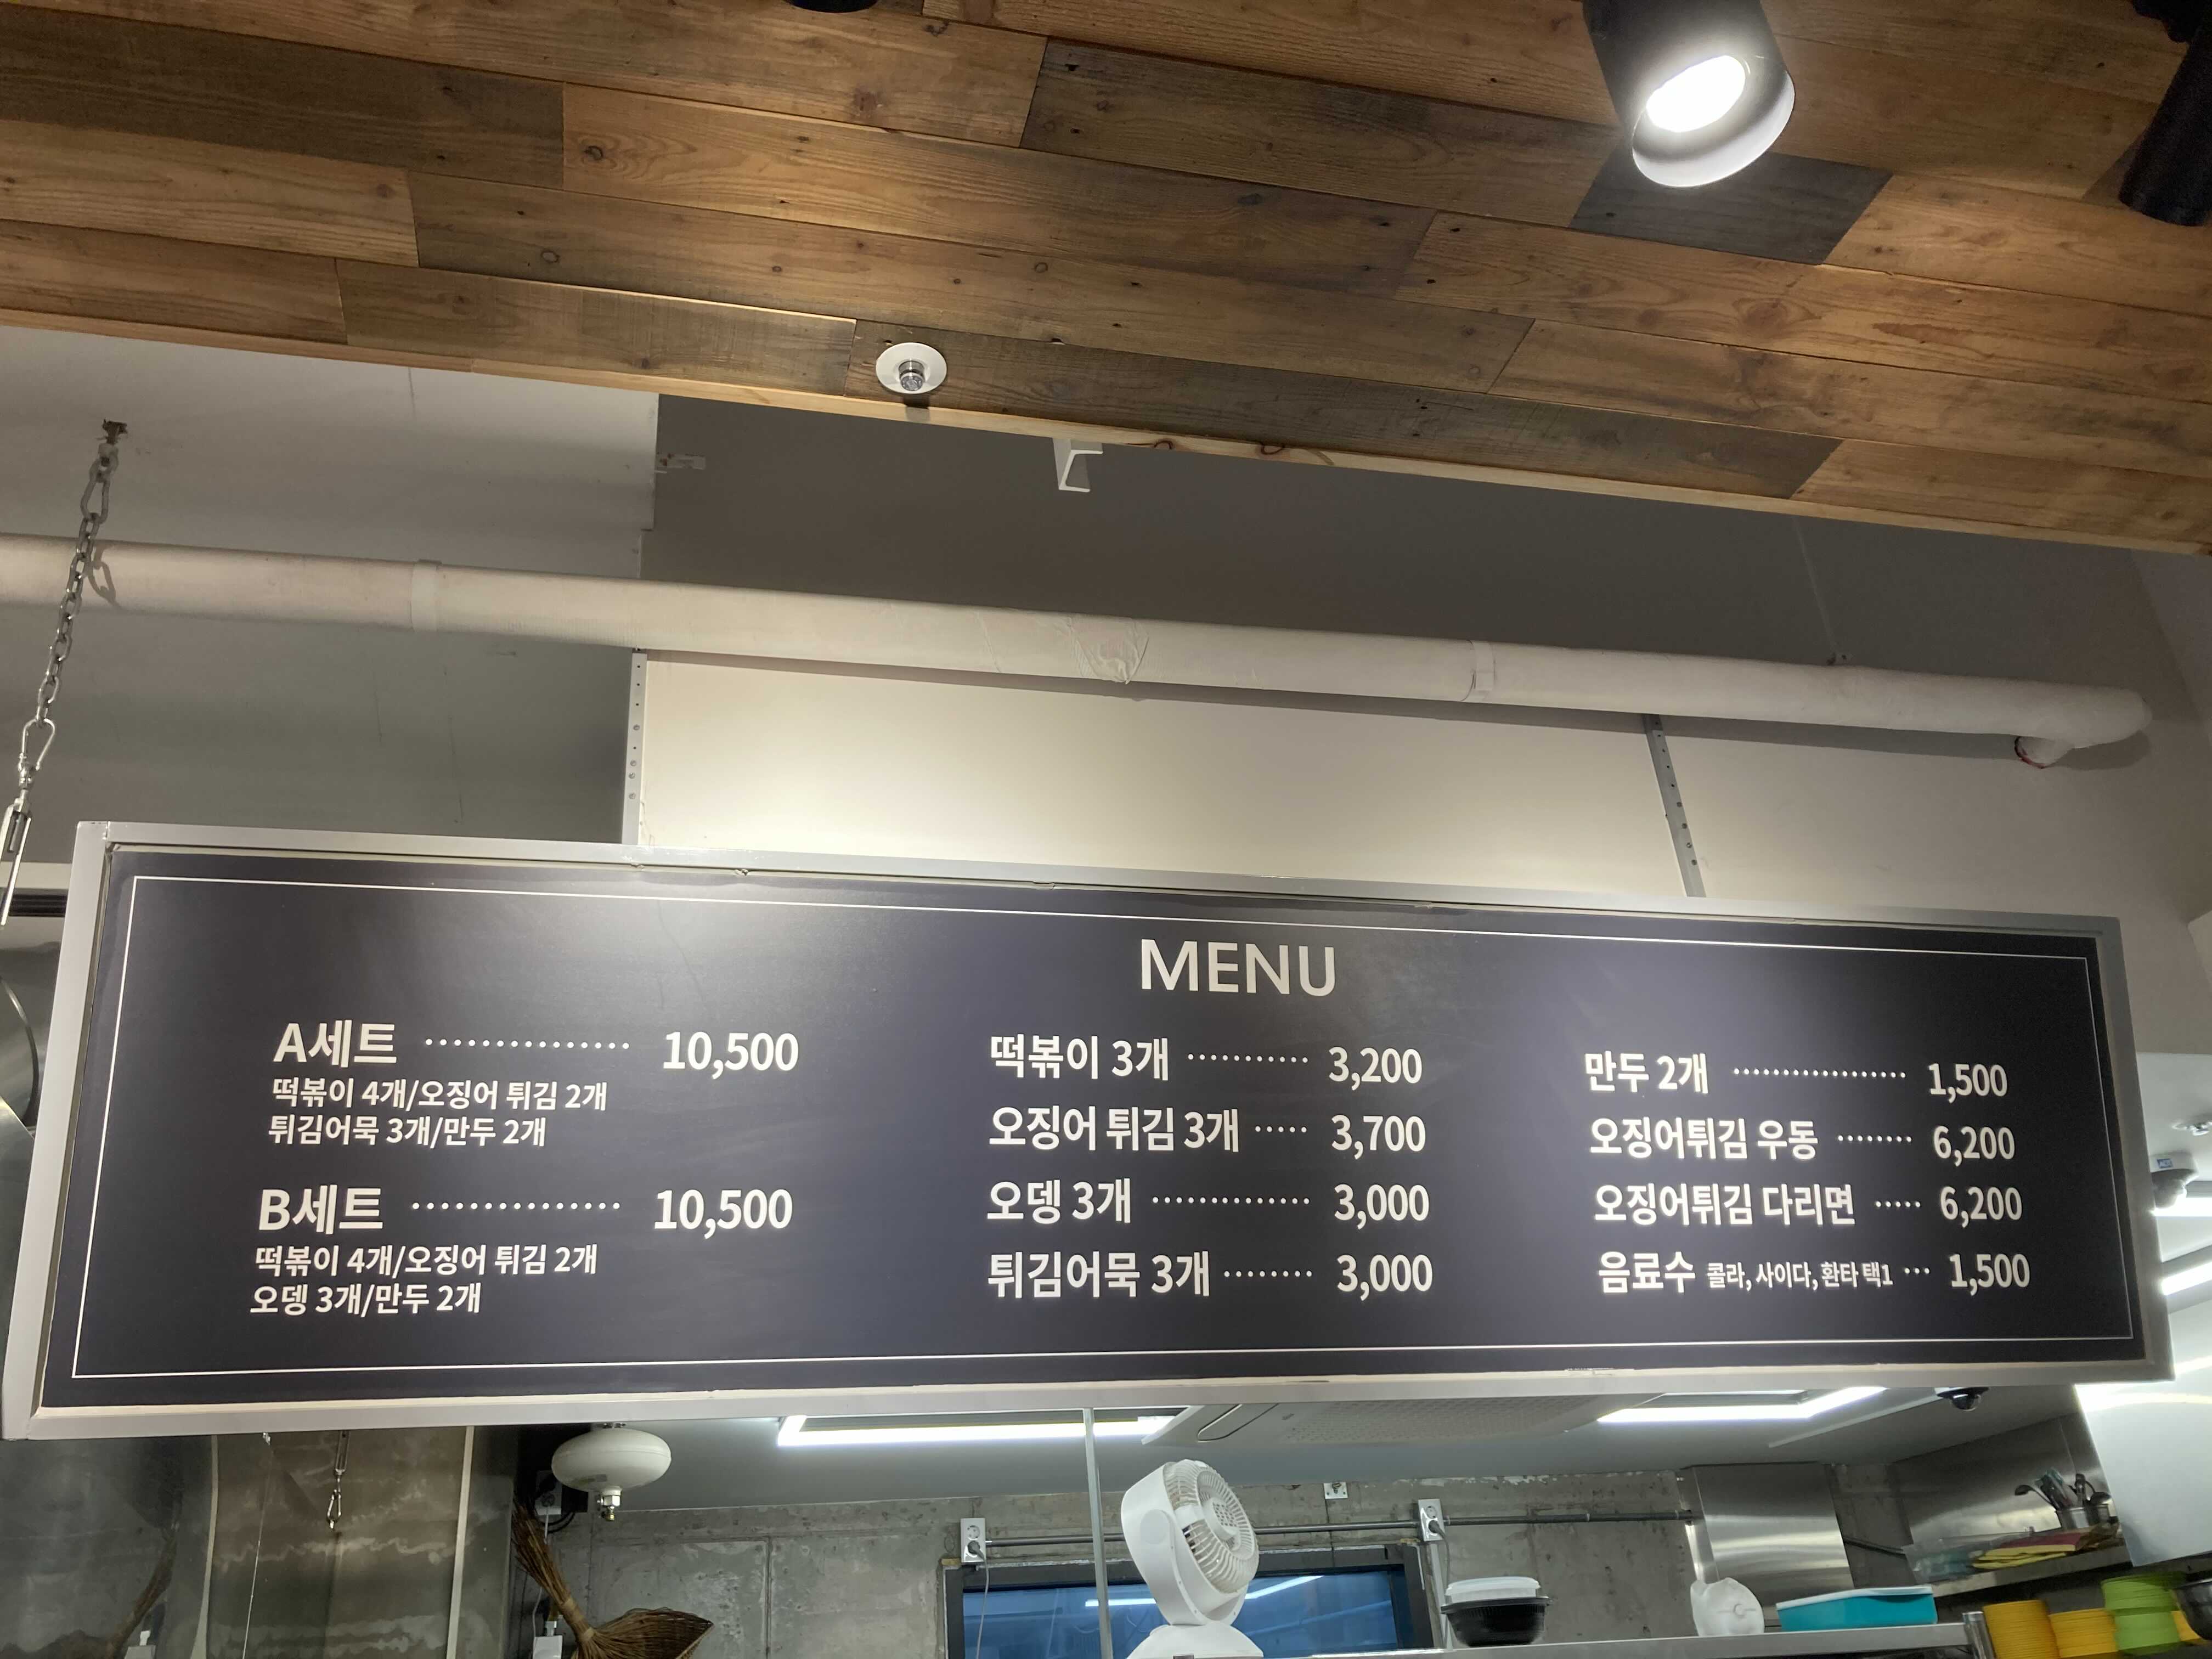 MENU
A세트 ················ 10,500
떡볶이 4개/오징어 튀김 2개
튀김어묵 3개/만두 2개
B세트 ················ 10,500
떡볶이 4개/오징어 튀김 2개
오뎅 3개/만두 2개
떡볶이 3개 ··········· 3,200
오징어 튀김 3개 ····· 3,700
오뎅 3개 ·············· 3,000
튀김어묵 3개 ········ 3,000
만두 2개 ·················· 1,500
오징어튀김 우동 ········ 6,200
오징어튀김 다리면 ····· 6,200
음료수 콜라, 사이다, 환타 택1 ··· 1,500